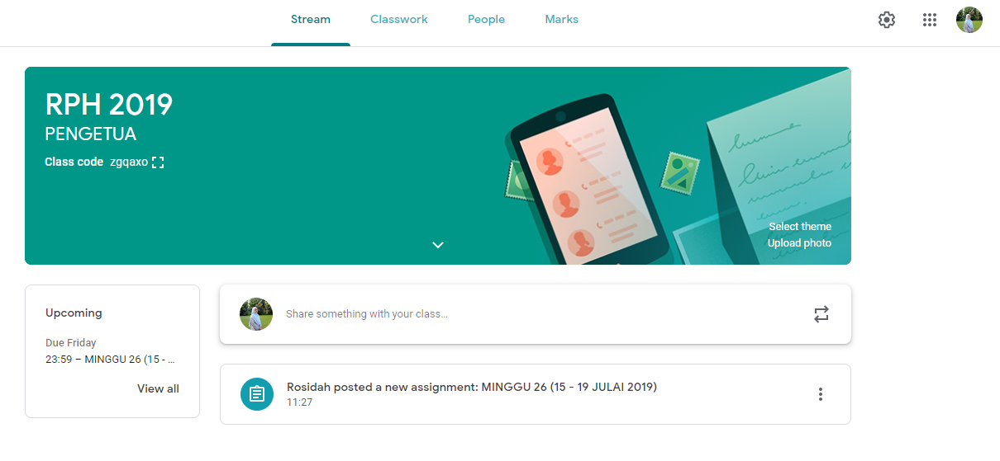 Stream
Classwork
People
Marks
RPH 2019
PENGETUA
Class code zgqaxo
Select theme
Upload photo
Upcoming
Due Friday
23:59 – MINGGU 26 (15 - ...
View all
Share something with your class...
Rosidah posted a new assignment: MINGGU 26 (15 - 19 JULAI 2019)
11:27